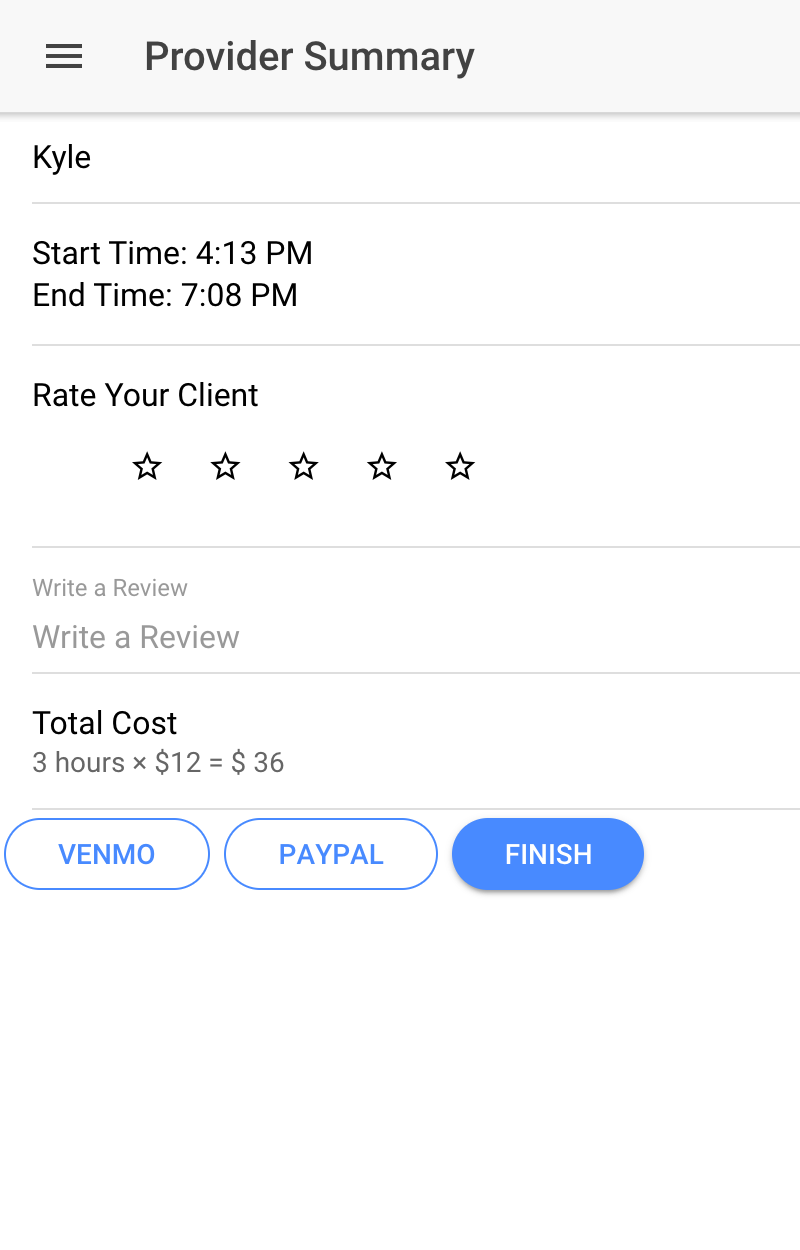 Provider Summary
Kyle
Start Time: 4:13 PM
End Time: 7:08 PM
Rate Your Client
Write a Review
Write a Review
Total Cost
3 hours × $12 = $ 36
VENMO PAYPAL FINISH